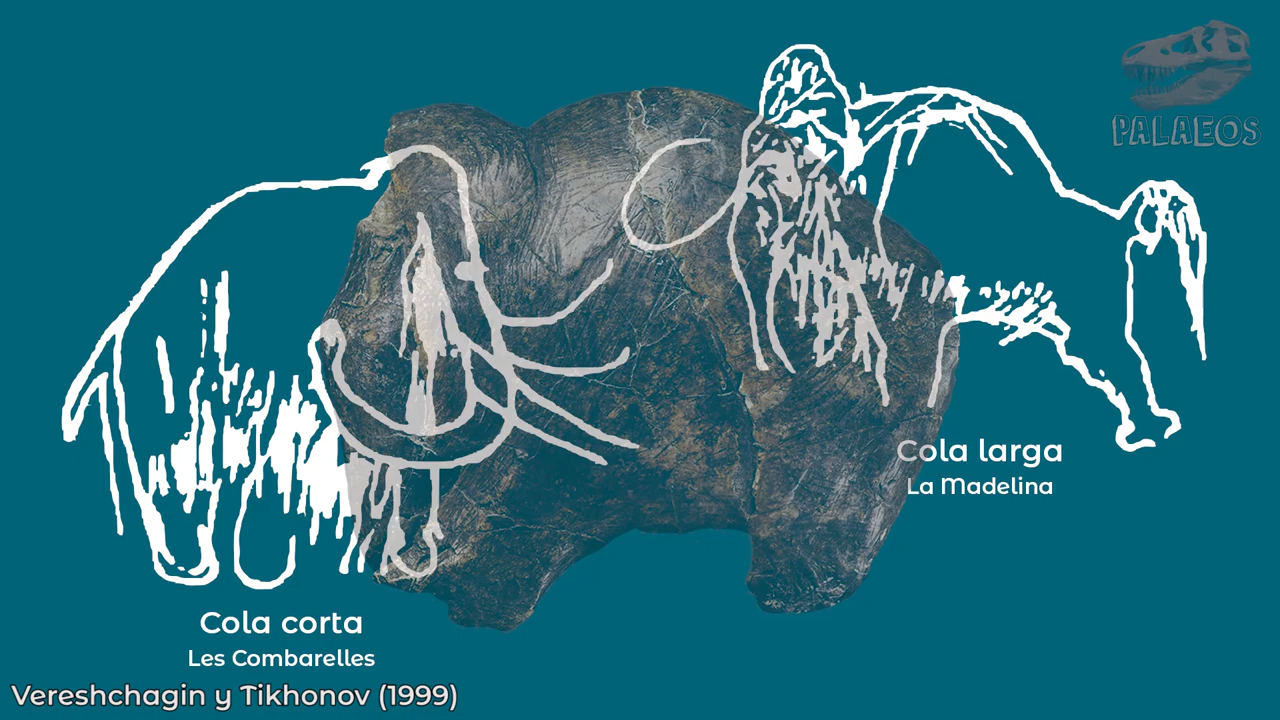 PALAEOS
Cola larga
La Madelina
Cola corta
Les Combarelles
Vereshchagin y Tikhonov (1999)